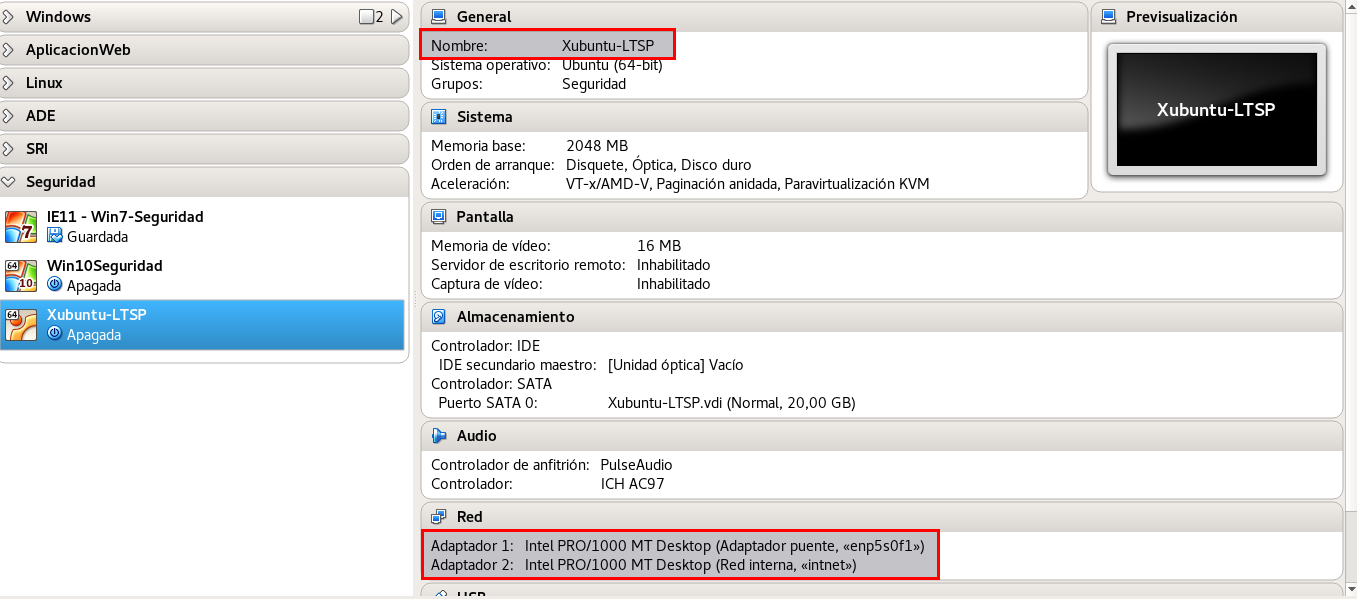 Windows 2
AplicacionWeb
Linux
ADE
SRI
Seguridad
IE11 - Win7-Seguridad
Guardada
64
Win10Seguridad
Apagada
64
Xubuntu-LTSP
Apagada
General
Nombre: Xubuntu-LTSP
Sistema operativo: Ubuntu (64-bit)
Grupos: Seguridad
Previsualización
Xubuntu-LTSP
Sistema
Memoria base: 2048 MB
Orden de arranque: Disquete, Óptica, Disco duro
Aceleración: VT-x/AMD-V, Paginación anidada, Paravirtualización KVM
Pantalla
Memoria de vídeo: 16 MB
Servidor de escritorio remoto: Inhabilitado
Captura de vídeo: Inhabilitado
Almacenamiento
Controlador: IDE
IDE secundario maestro: [Unidad óptica] Vacío
Controlador: SATA
Puerto SATA 0: Xubuntu-LTSP.vdi (Normal, 20,00 GB)
Audio
Controlador de anfitrión: PulseAudio
Controlador: ICH AC97
Red
Adaptador 1: Intel PRO/1000 MT Desktop (Adaptador puente, «enp5s0f1»)
Adaptador 2: Intel PRO/1000 MT Desktop (Red interna, «intnet»)
USB